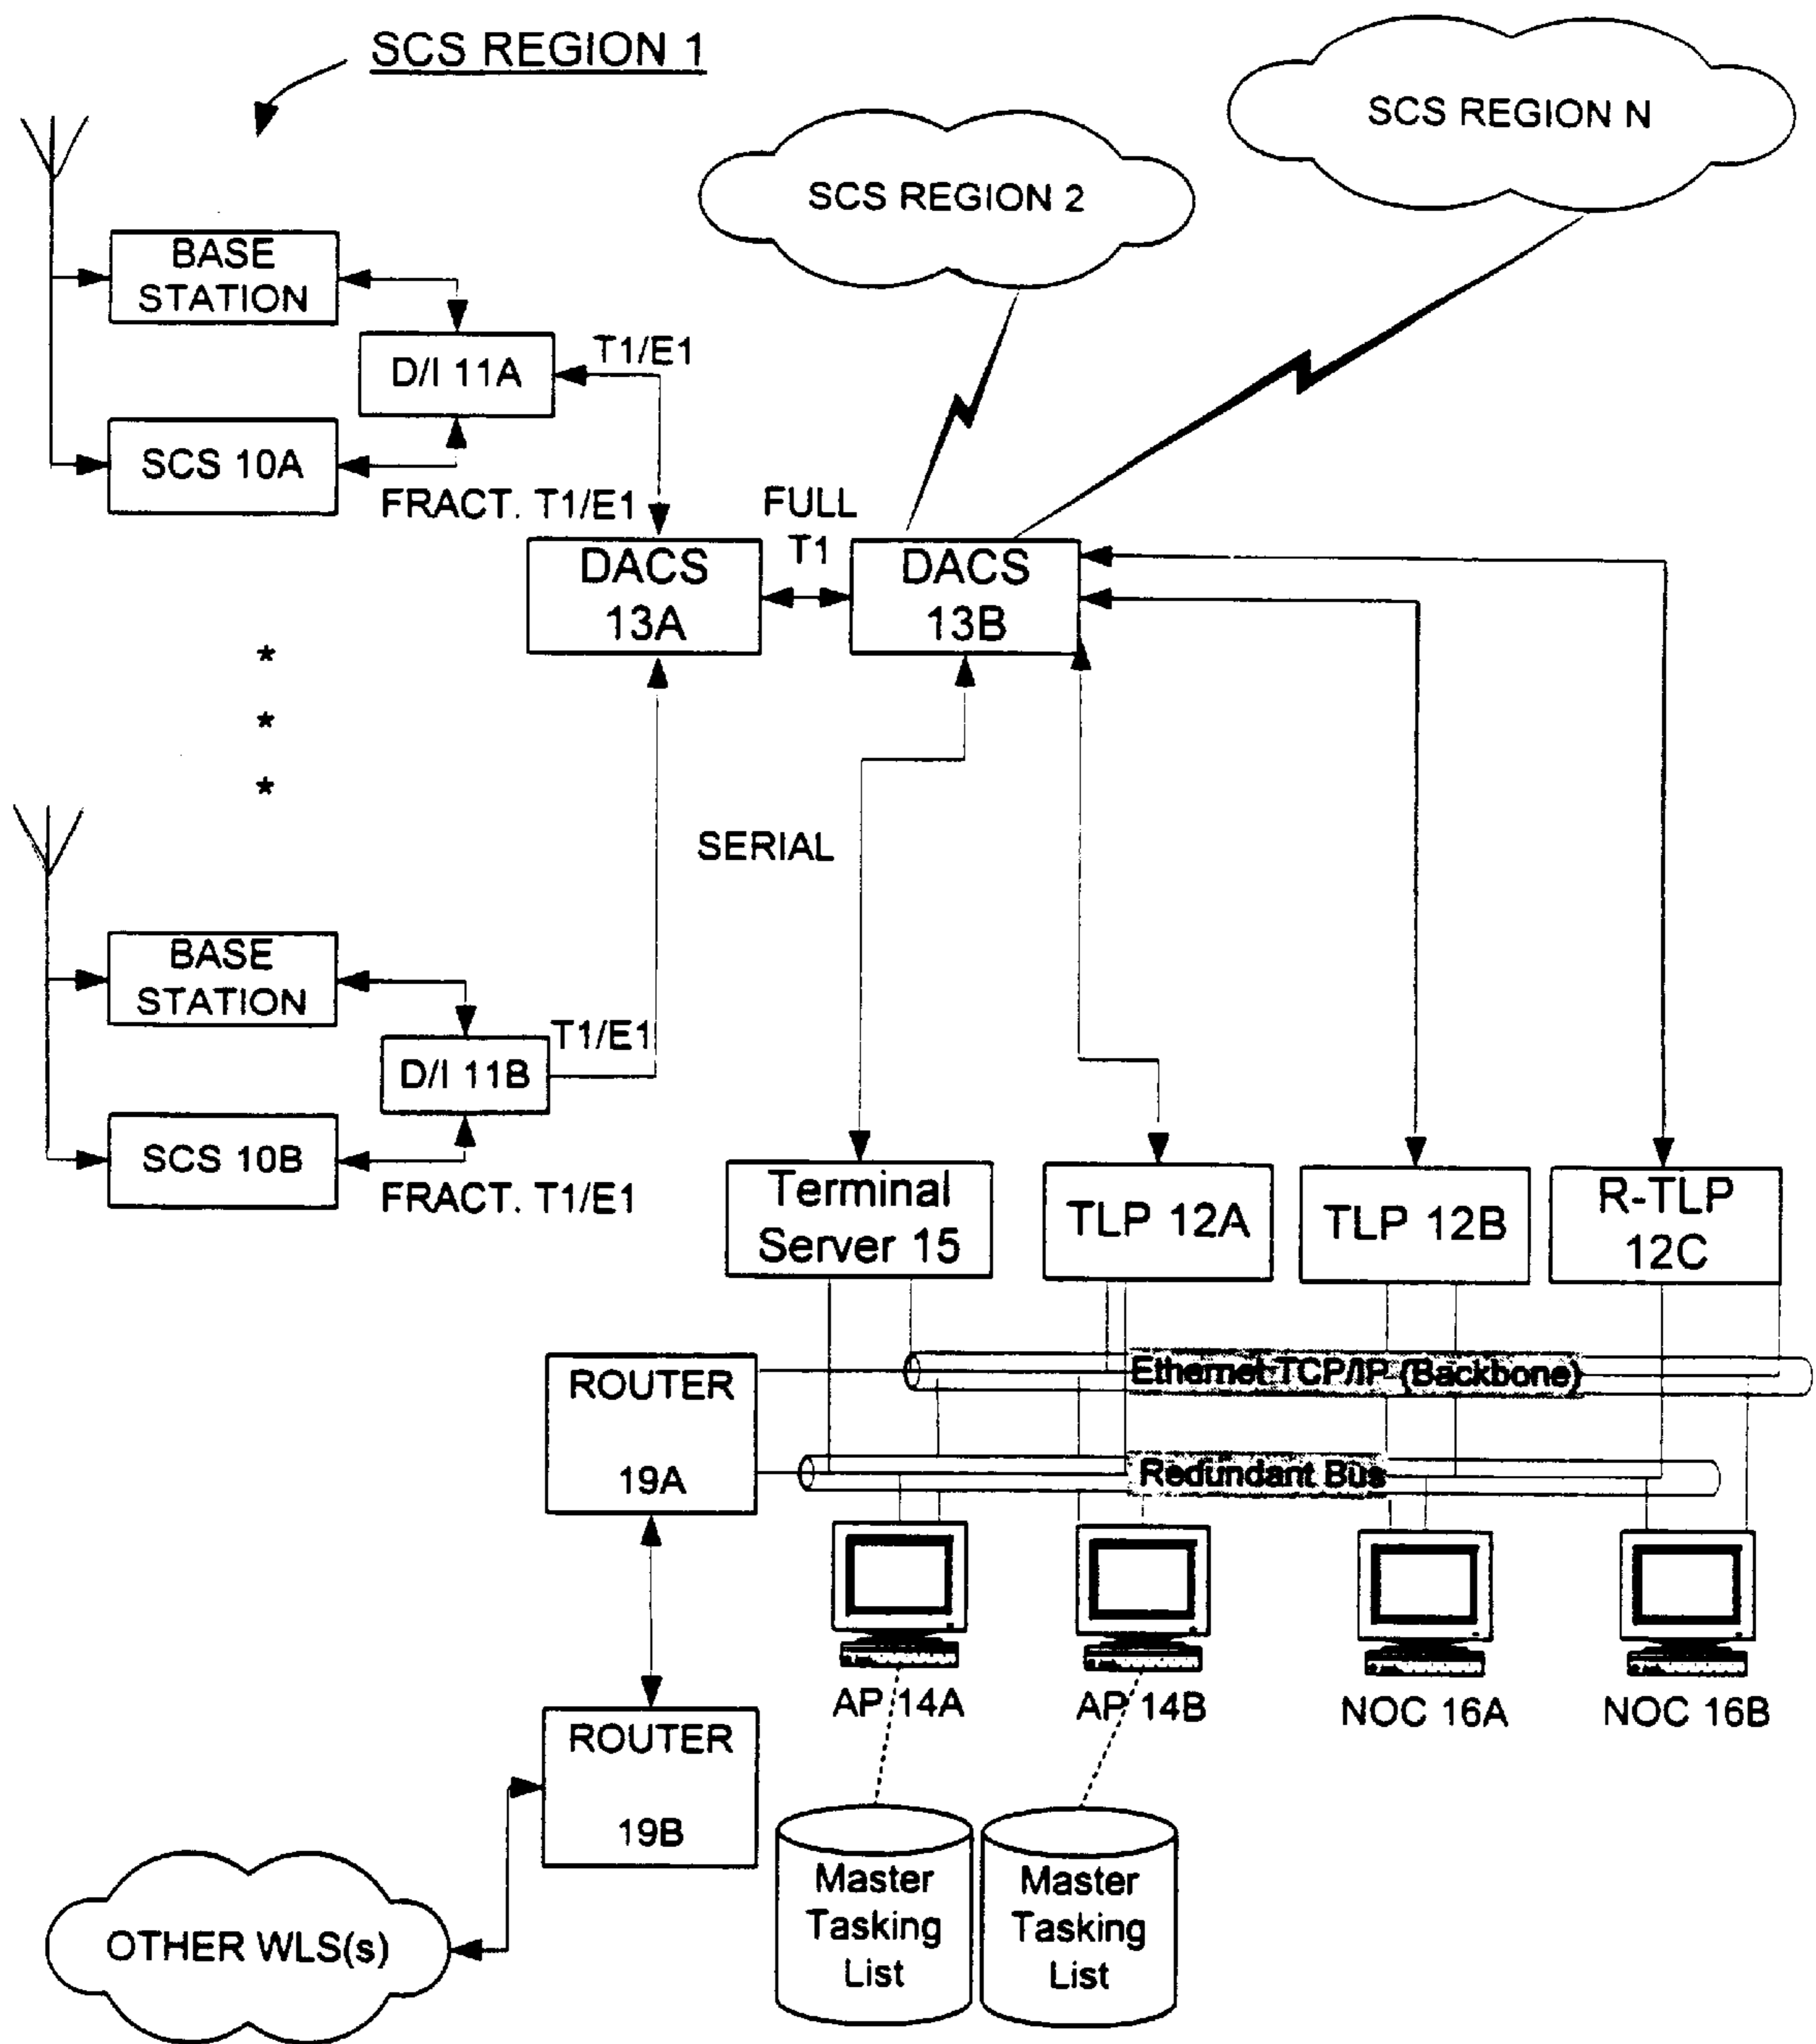 SCS REGION 1
SCS REGION N
SCS REGION 2
BASE
STATION
D/I 11A
T1/E1
SCS 10A
FRACT. T1/E1
FULL
T1
DACS
13A
DACS
13B
*
*
*
SERIAL
BASE
STATION
D/I 11B
T1/E1
SCS 10B
FRACT. T1/E1
Terminal
Server 15
TLP 12A
TLP 12B
R-TLP
12C
ROUTER
19A
Ethernet TCP/IP (Backbone)
Redundant Bus
AP 14A
AP 14B
NOC 16A
NOC 16B
ROUTER
19B
OTHER WLS(s)
Master
Tasking
List
Master
Tasking
List